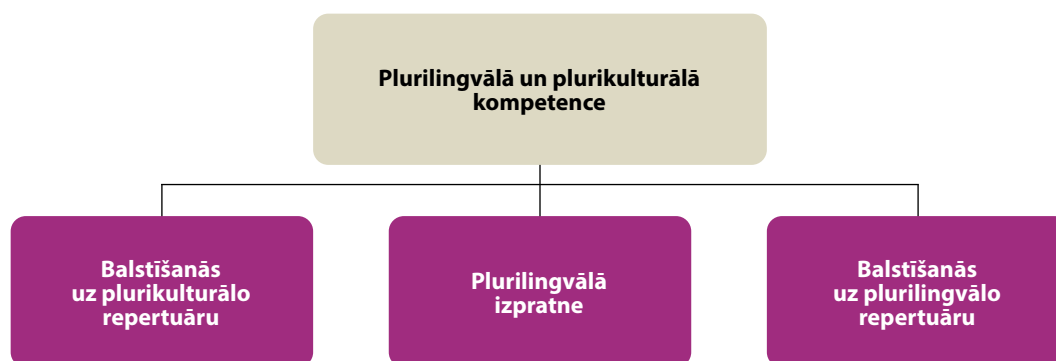 Plurilingvālā un plurikulturālā
kompetence
Balstīšanās
uz plurikulturālo
repertuāru
Plurilingvālā
izpratne
Balstīšanās
uz plurilingvālo
repertuāru